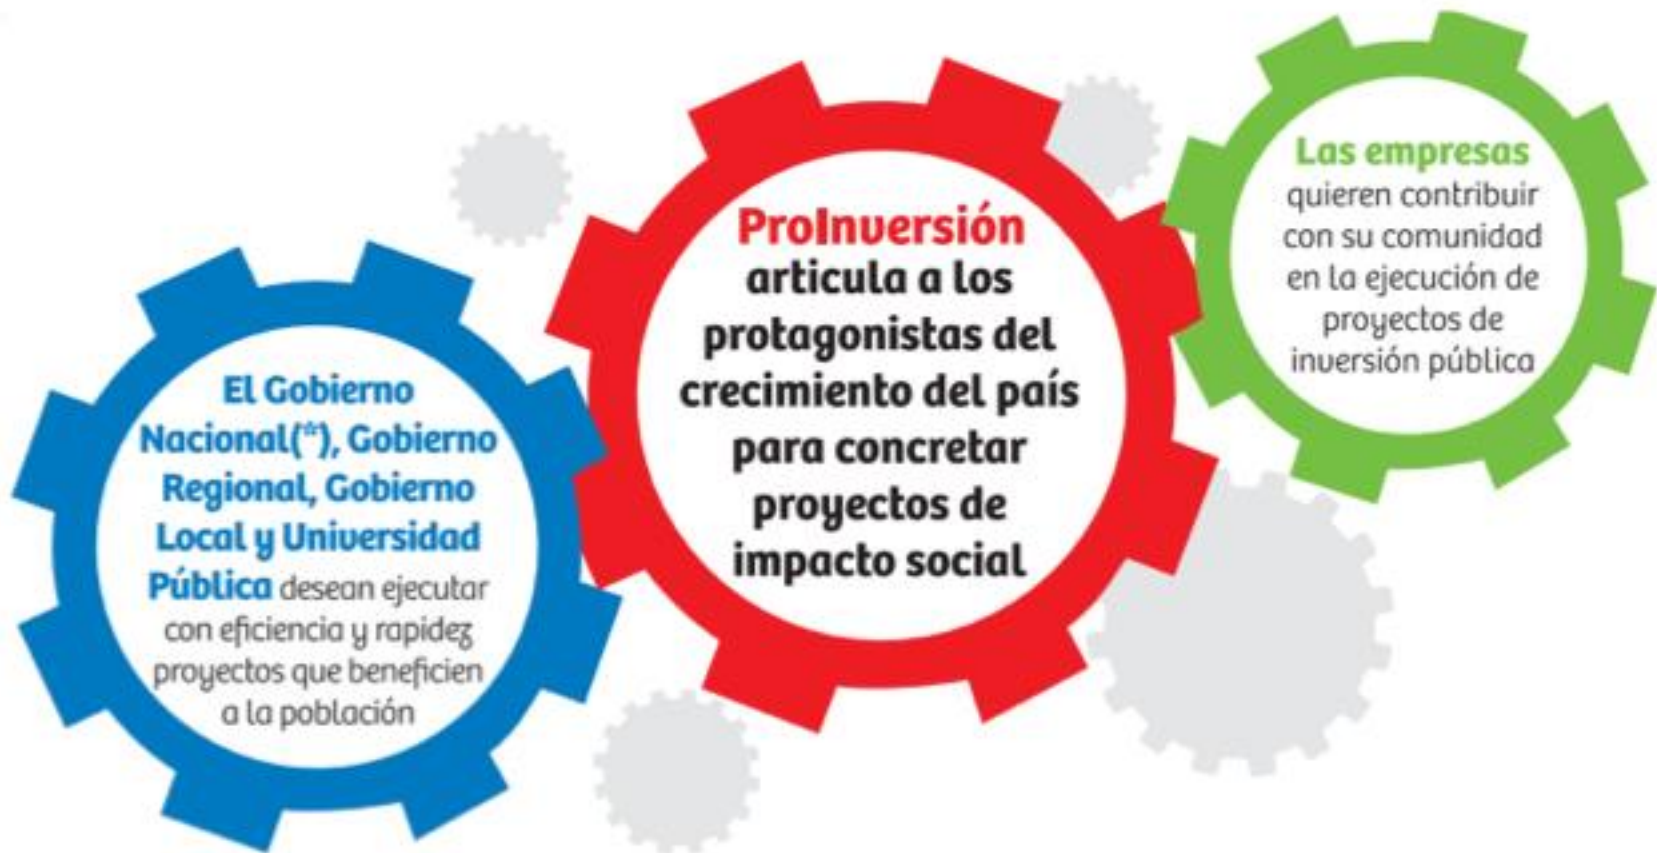 El Gobierno
Nacional(*), Gobierno
Regional, Gobierno
Local y Universidad
Pública desean ejecutar
con eficiencia y rapidez
proyectos que beneficien
a la población
ProInversión
articula a los
protagonistas del
crecimiento del país
para concretar
proyectos de
impacto social
Las empresas
quieren contribuir
con su comunidad
en la ejecución de
proyectos de
inversión pública